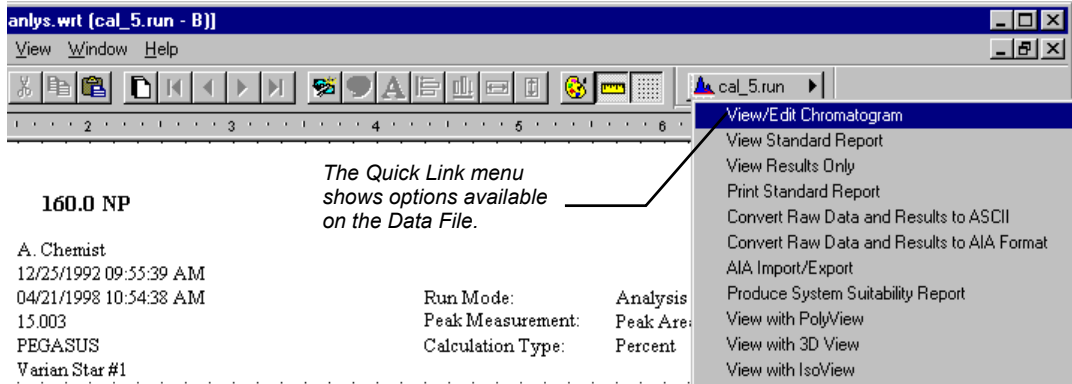 anlys.wrt (cal_5.run - B)]
View Window Help
cal_5.run
2 3 4 5 6
View/Edit Chromatogram
View Standard Report
View Results Only
Print Standard Report
Convert Raw Data and Results to ASCII
Convert Raw Data and Results to AIA Format
AIA Import/Export
Produce System Suitability Report
View with PolyView
View with 3D View
View with IsoView
The Quick Link menu
shows options available
on the Data File.
160.0 NP
A. Chemist
12/25/1992 09:55:39 AM
04/21/1998 10:54:38 AM
15.003
PEGASUS
Varian Star #1
Run Mode: Analysis
Peak Measurement: Peak Area
Calculation Type: Percent